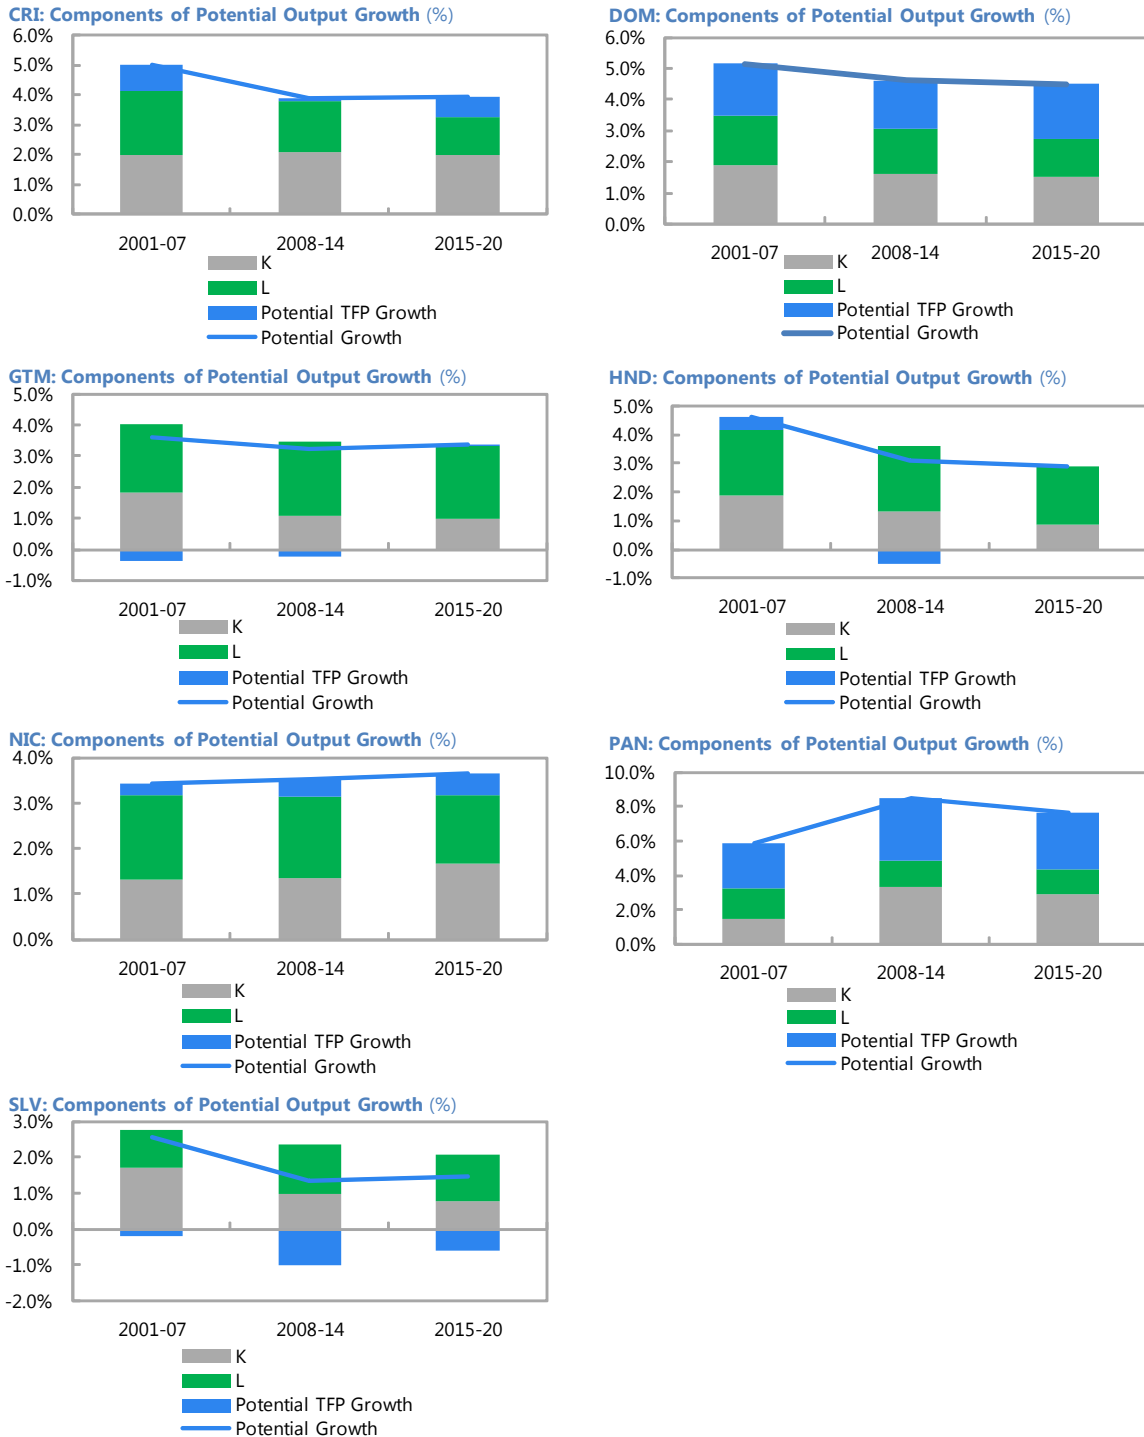 CRI: Components of Potential Output Growth (%)
6.0%
5.0%
4.0%
3.0%
2.0%
1.0%
0.0%
2001-07 2008-14 2015-20
K
L
Potential TFP Growth
Potential Growth
DOM: Components of Potential Output Growth (%)
6.0%
5.0%
4.0%
3.0%
2.0%
1.0%
0.0%
2001-07 2008-14 2015-20
K
L
Potential TFP Growth
Potential Growth
GTM: Components of Potential Output Growth (%)
5.0%
4.0%
3.0%
2.0%
1.0%
0.0%
-1.0%
2001-07 2008-14 2015-20
K
L
Potential TFP Growth
Potential Growth
HND: Components of Potential Output Growth (%)
5.0%
4.0%
3.0%
2.0%
1.0%
0.0%
-1.0%
2001-07 2008-14 2015-20
K
L
Potential TFP Growth
Potential Growth
NIC: Components of Potential Output Growth (%)
4.0%
3.0%
2.0%
1.0%
0.0%
2001-07 2008-14 2015-20
K
L
Potential TFP Growth
Potential Growth
PAN: Components of Potential Output Growth (%)
10.0%
8.0%
6.0%
4.0%
2.0%
0.0%
2001-07 2008-14 2015-20
K
L
Potential TFP Growth
Potential Growth
SLV: Components of Potential Output Growth (%)
3.0%
2.0%
1.0%
0.0%
-1.0%
-2.0%
2001-07 2008-14 2015-20
K
L
Potential TFP Growth
Potential Growth